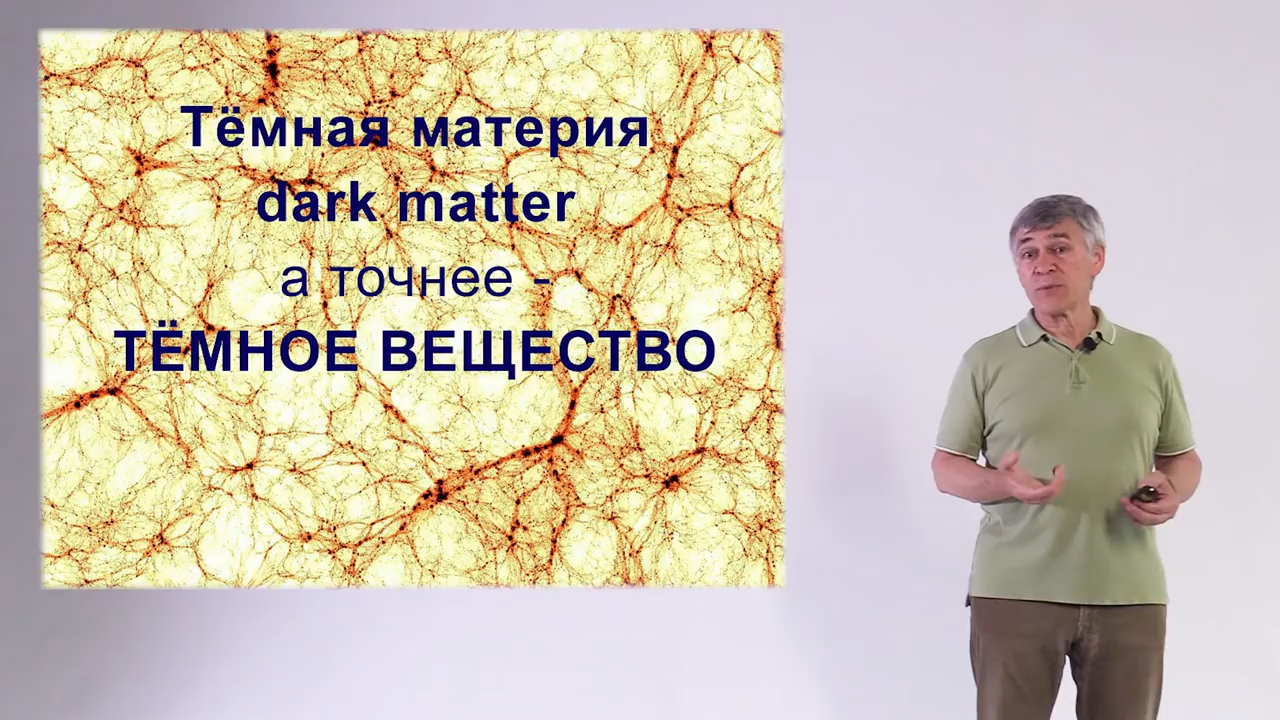 Тёмная материя
dark matter
а точнее -
ТЁМНОЕ ВЕЩЕСТВО